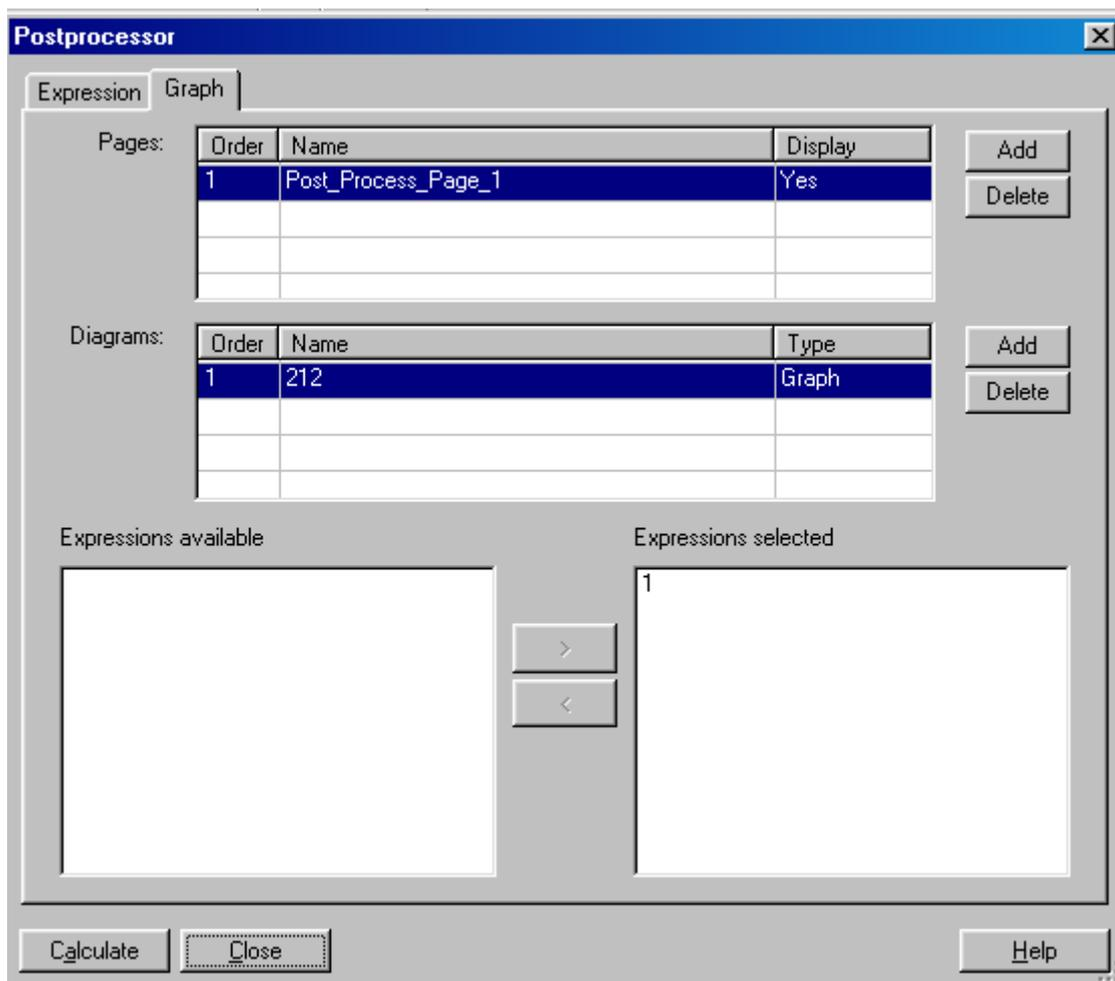 Postprocessor
Expression Graph
Pages: Order Name Display Add
1 Post_Process_Page_1 Yes Delete
Diagrams: Order Name Type Add
1 212 Graph Delete
Expressions available Expressions selected
1
>
<
Calculate Close Help